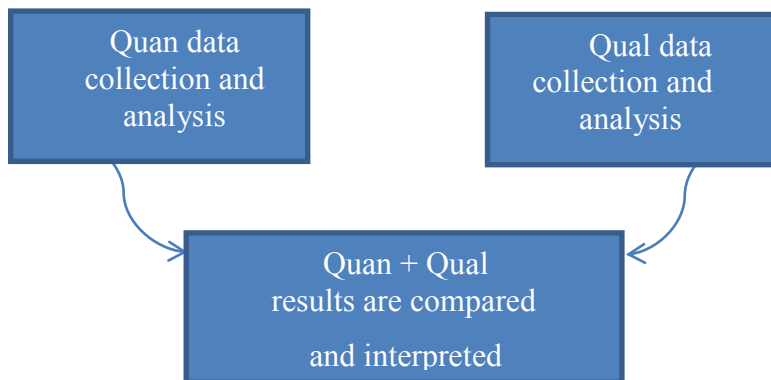 Quan data
collection and
analysis
Qual data
collection and
analysis
Quan + Qual
results are compared
and interpreted